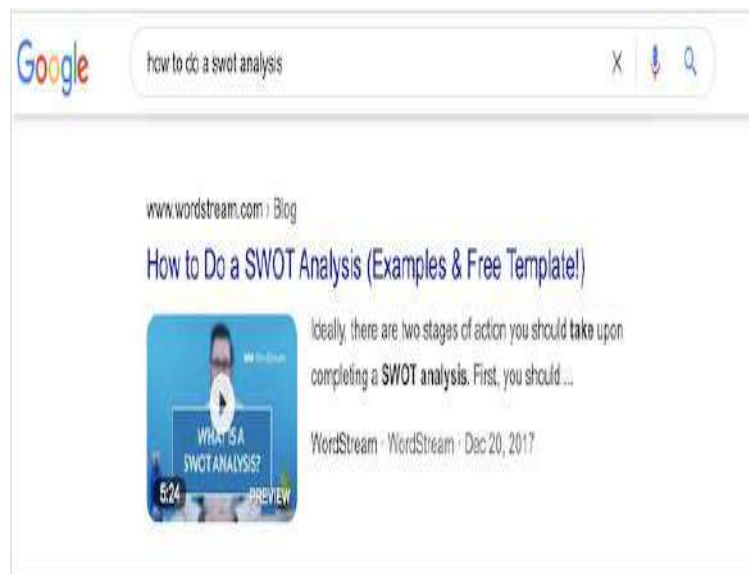 Google
how to do a swot analysis
www.wordstream.com › Blog
How to Do a SWOT Analysis (Examples & Free Template!)
Ideally, there are two stages of action you should take upon
completing a SWOT analysis. First, you should ...
WordStream · WordStream · Dec 20, 2017
WordStream
WHAT IS A
SWOT ANALYSIS?
5:24
PREVIEW